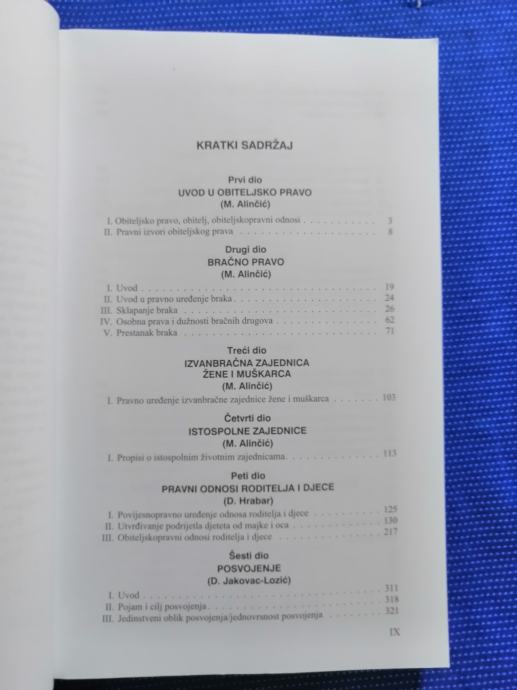 KRATKI SADRŽAJ
Prvi dio
UVOD U OBITELJSKO PRAVO
(M. Alinčić)
I. Obiteljsko pravo, obitelj, obiteljskopravni odnosi . . . . . . . . . . . . 3
II. Pravni izvori obiteljskog prava . . . . . . . . . . . . . . . . . . . . . 8
Drugi dio
BRAČNO PRAVO
(M. Alinčić)
I. Uvod . . . . . . . . . . . . . . . . . . . . . . . . . . . . . . . . . . 19
II. Uvod u pravno uređenje braka . . . . . . . . . . . . . . . . . . . . . 24
III. Sklapanje braka . . . . . . . . . . . . . . . . . . . . . . . . . . . . 26
IV. Osobna prava i dužnosti bračnih drugova . . . . . . . . . . . . . . . 62
V. Prestanak braka . . . . . . . . . . . . . . . . . . . . . . . . . . . . 71
Treći dio
IZVANBRAČNA ZAJEDNICA
ŽENE I MUŠKARCA
(M. Alinčić)
I. Pravno uređenje izvanbračne zajednice žene i muškarca . . . . . . . 103
Četvrti dio
ISTOSPOLNE ZAJEDNICE
(M. Alinčić)
I. Propisi o istospolnim životnim zajednicama . . . . . . . . . . . . . . 113
Peti dio
PRAVNI ODNOSI RODITELJA I DJECE
(D. Hrabar)
I. Povijesnopravno uređenje odnosa roditelja i djece . . . . . . . . . . 125
II. Utvrđivanje podrijetla djeteta od majke i oca . . . . . . . . . . . . . 130
III. Obiteljskopravni odnosi roditelja i djece . . . . . . . . . . . . . . . 217
Šesti dio
POSVOJENJE
(D. Jakovac-Lozić)
I. Uvod . . . . . . . . . . . . . . . . . . . . . . . . . . . . . . . . . . 311
II. Pojam i cilj posvojenja . . . . . . . . . . . . . . . . . . . . . . . . . 318
III. Jedinstveni oblik posvojenja/jednovrsnost posvojenja . . . . . . . . 321
IX